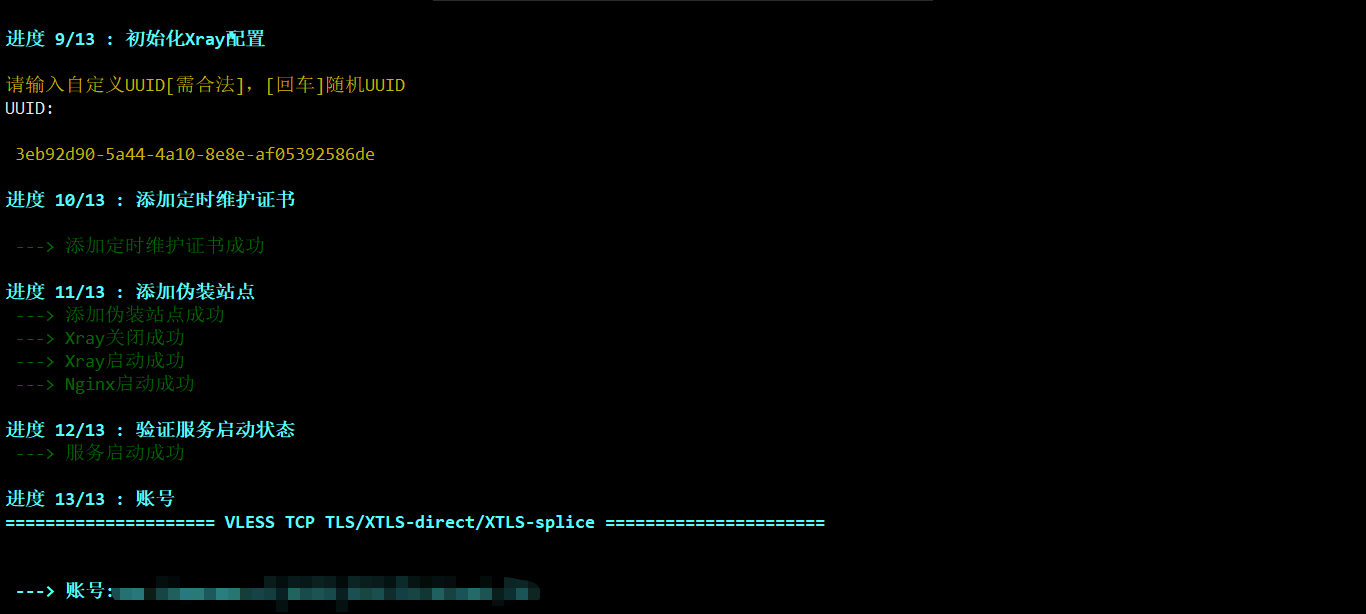 进度 9/13 : 初始化Xray配置
请输入自定义UUID[需合法]，[回车]随机UUID
UUID:
3eb92d90-5a44-4a10-8e8e-af05392586de
进度 10/13 : 添加定时维护证书
---> 添加定时维护证书成功
进度 11/13 : 添加伪装站点
---> 添加伪装站点成功
---> Xray关闭成功
---> Xray启动成功
---> Nginx启动成功
进度 12/13 : 验证服务启动状态
---> 服务启动成功
进度 13/13 : 账号
===================== VLESS TCP TLS/XTLS-direct/XTLS-splice ======================
---> 账号: